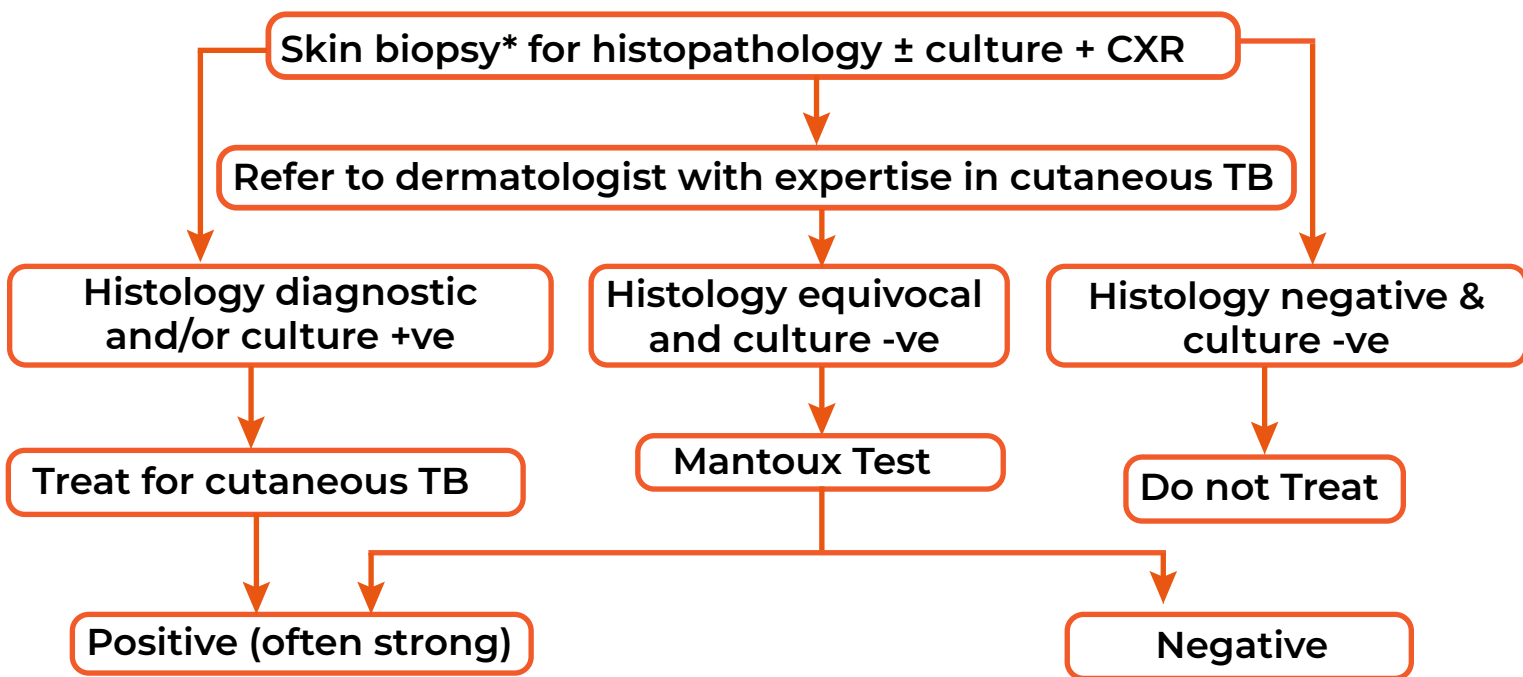 Skin biopsy* for histopathology ± culture + CXR
Refer to dermatologist with expertise in cutaneous TB
Histology diagnostic
and/or culture +ve
Histology equivocal
and culture -ve
Histology negative &
culture -ve
Treat for cutaneous TB
Mantoux Test
Do not Treat
Positive (often strong)
Negative